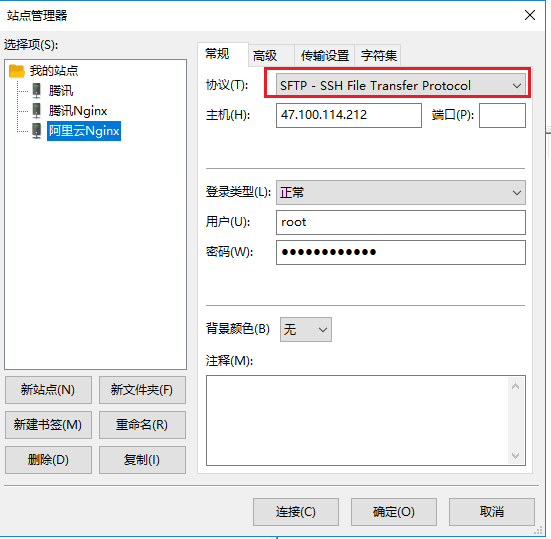 站点管理器
选择项(S):
我的站点
腾讯
腾讯Nginx
阿里云Nginx
新站点(N)
新文件夹(F)
新建书签(M)
重命名(R)
删除(D)
复制(I)
常规
高级
传输设置
字符集
协议(T):
SFTP - SSH File Transfer Protocol
主机(H):
47.100.114.212
端口(P):
登录类型(L):
正常
用户(U):
root
密码(W):
●●●●●●●●●●●●
背景颜色(B)
无
注释(M):
连接(C)
确定(O)
取消